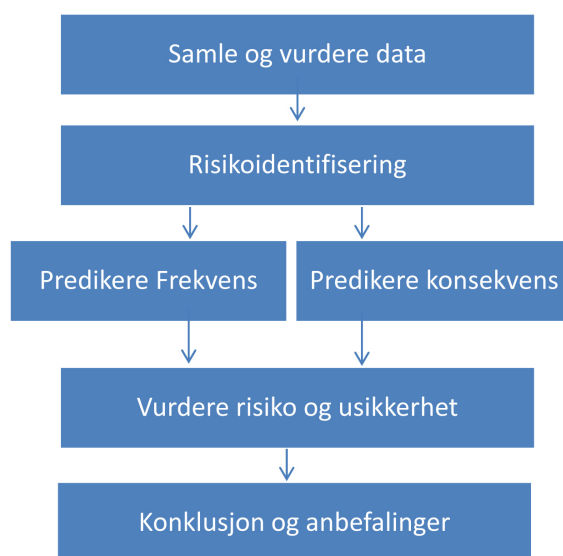 Samle og vurdere data
Risikoidentifisering
Predikere Frekvens
Predikere konsekvens
Vurdere risiko og usikkerhet
Konklusjon og anbefalinger